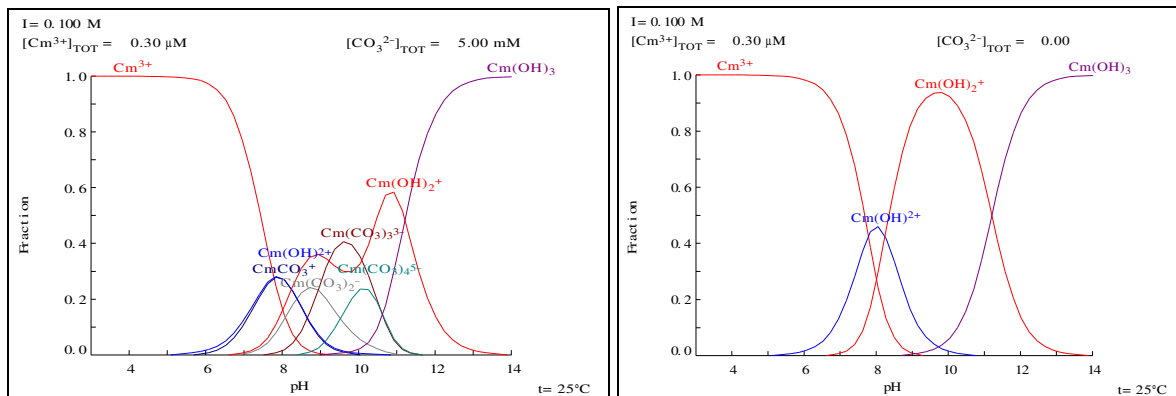 I= 0.100 M
[Cm³⁺]TOT = 0.30 µM [CO₃²⁻]TOT = 5.00 mM
Cm³⁺ Cm(OH)₃
1.0
0.8
0.6
0.4
0.2
0.0
Fraction
Cm(OH)₂⁺
Cm(CO₃)₃³⁻
Cm(OH)²⁺
CmCO₃⁺ Cm(CO₃)₄⁵⁻
Cm(CO₃)₂⁻
4 6 8 10 12 14
pH
t= 25°C
I= 0.100 M
[Cm³⁺]TOT = 0.30 µM [CO₃²⁻]TOT = 0.00
Cm³⁺ Cm(OH)₃
1.0
0.8
0.6
0.4
0.2
0.0
Fraction
Cm(OH)₂⁺
Cm(OH)²⁺
4 6 8 10 12 14
pH
t= 25°C